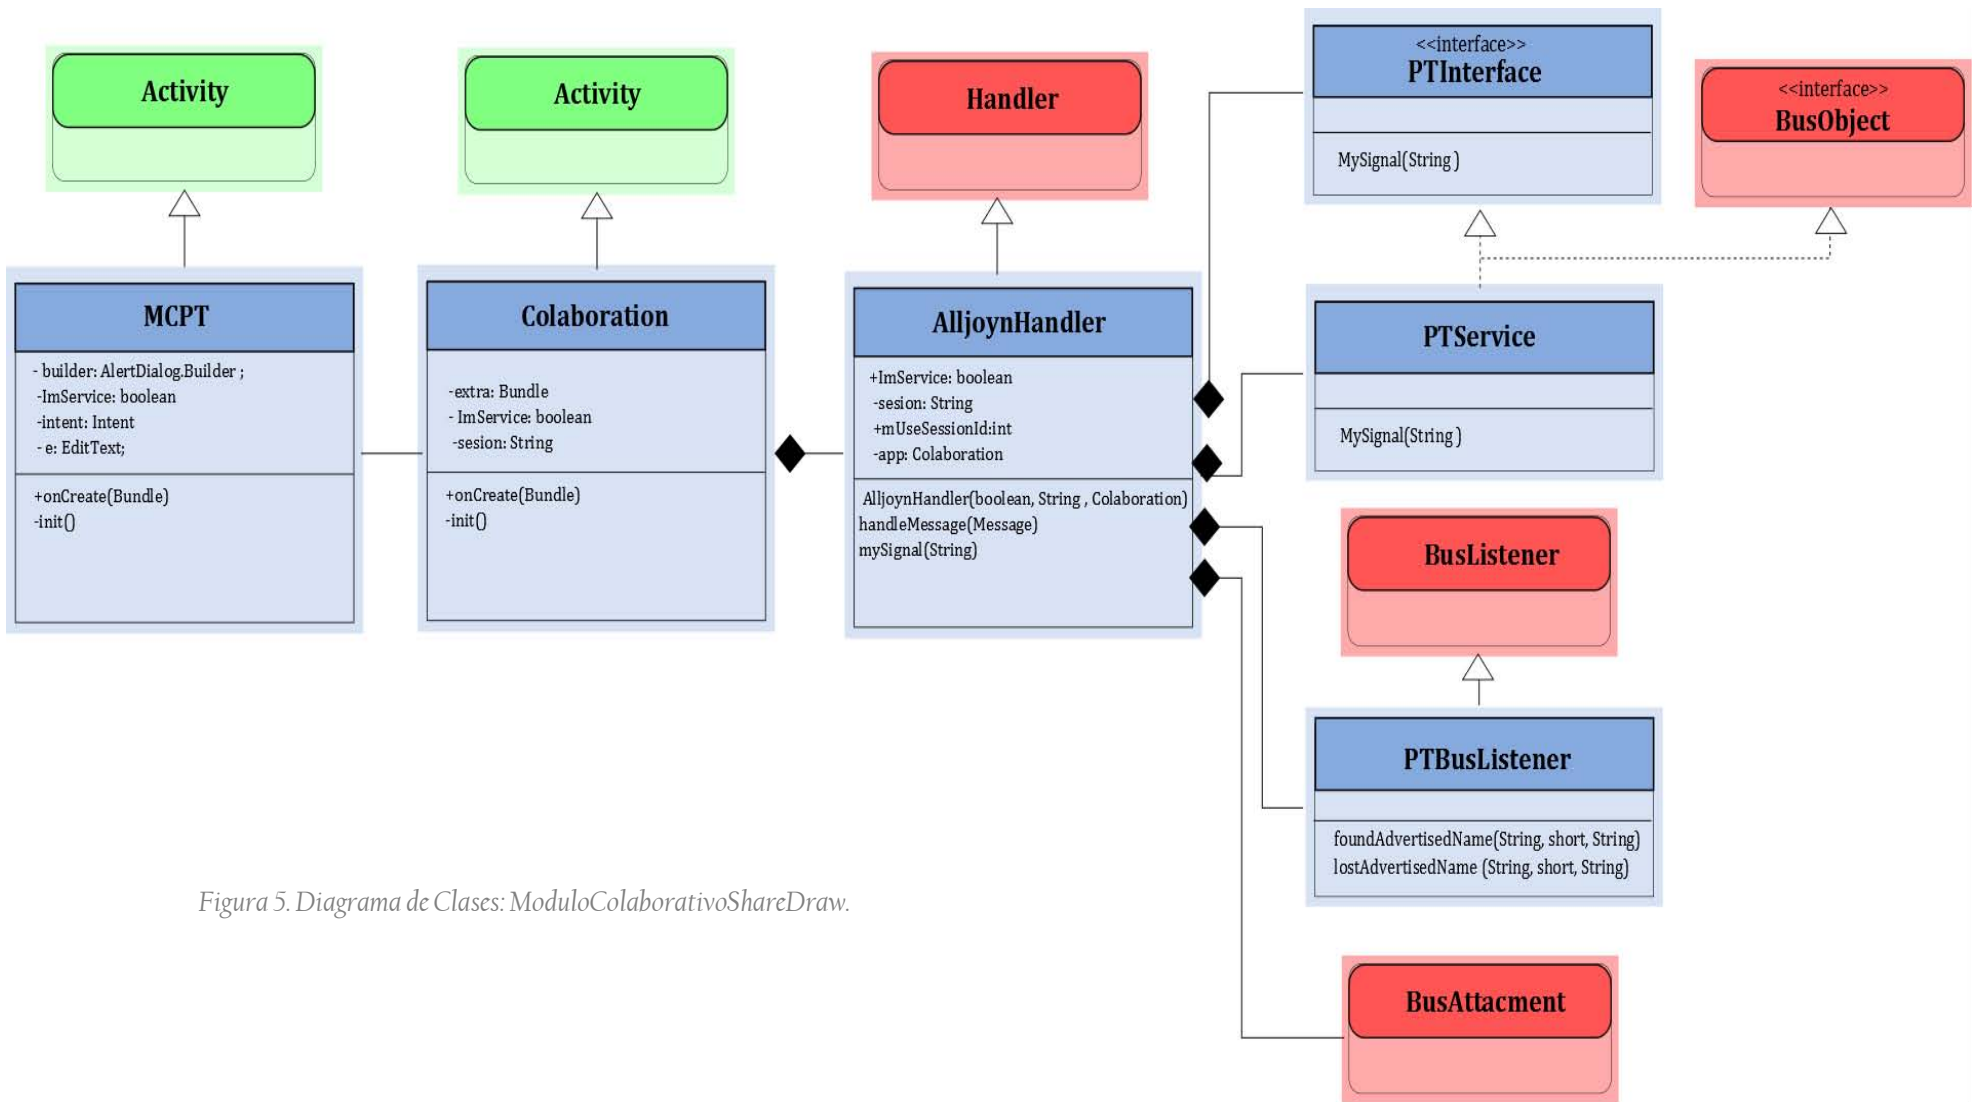 Activity
Activity
Handler
<<interface>>
PTInterface
MySignal(String )
<<interface>>
BusObject
MCPT
- builder: AlertDialog.Builder ;
-ImService: boolean
-intent: Intent
- e: EditText;
+onCreate(Bundle)
-init()
Colaboration
-extra: Bundle
- ImService: boolean
-sesion: String
+onCreate(Bundle)
-init()
AlljoynHandler
+ImService: boolean
-sesion: String
+mUseSessionId:int
-app: Colaboration
AlljoynHandler(boolean, String , Colaboration)
handleMessage(Message)
mySignal(String)
PTService
MySignal(String )
BusListener
PTBusListener
foundAdvertisedName(String, short, String)
lostAdvertisedName (String, short, String)
BusAttacment
Figura 5. Diagrama de Clases: ModuloColaborativoShareDraw.